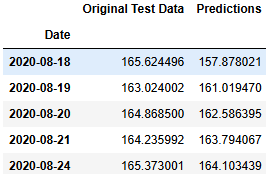 Original Test Data Predictions
Date
2020-08-18 165.624496 157.878021
2020-08-19 163.024002 161.019470
2020-08-20 164.868500 162.586395
2020-08-21 164.235992 163.794067
2020-08-24 165.373001 164.103439